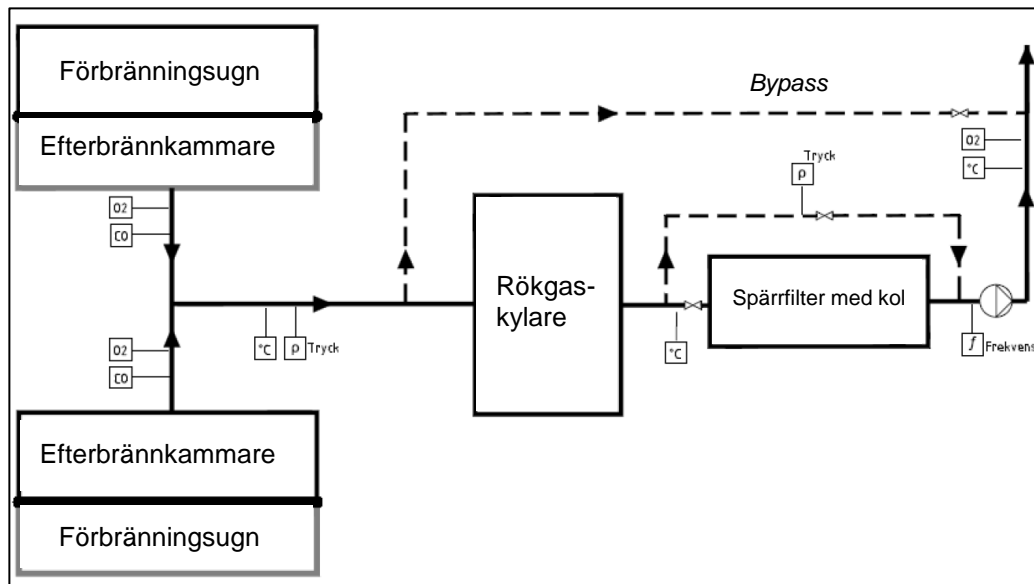 Förbränningsugn
Efterbrännkammare
O2
CO
Bypass
Tryck
ρ
O2
°C
Rökgas-
kylare
Spärrfilter med kol
°C
ρ Tryck
°C
f Frekvens
O2
CO
Efterbrännkammare
Förbränningsugn